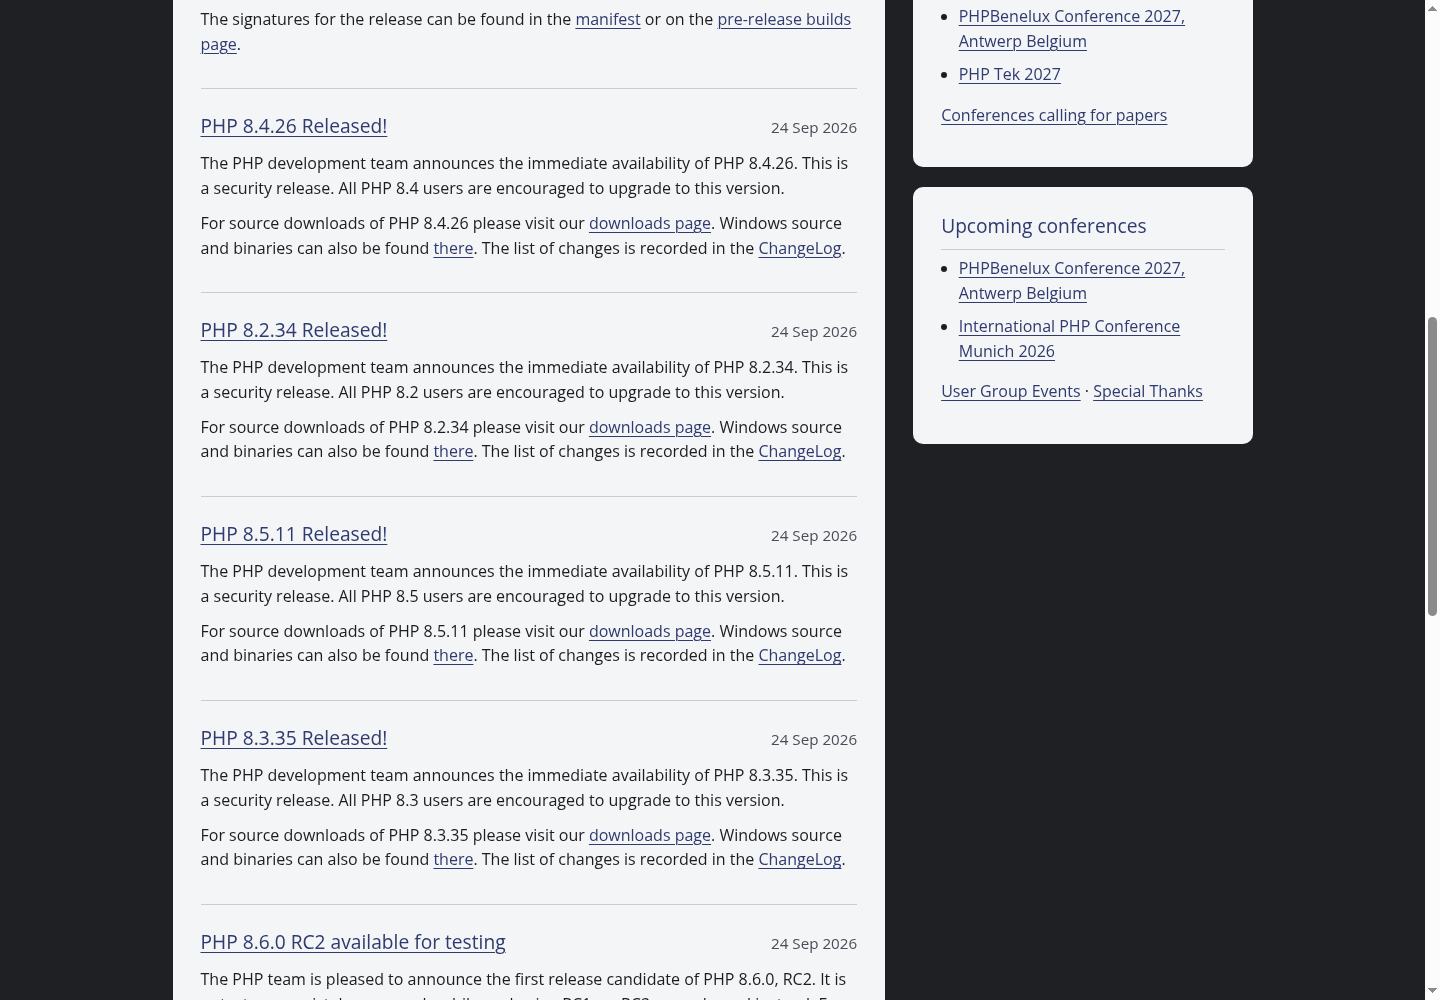 The signatures for the release can be found in the manifest or on the pre-release builds
page.
PHP 8.4.26 Released!
24 Sep 2026
The PHP development team announces the immediate availability of PHP 8.4.26. This is
a security release. All PHP 8.4 users are encouraged to upgrade to this version.
For source downloads of PHP 8.4.26 please visit our downloads page. Windows source
and binaries can also be found there. The list of changes is recorded in the ChangeLog.
PHP 8.2.34 Released!
24 Sep 2026
The PHP development team announces the immediate availability of PHP 8.2.34. This is
a security release. All PHP 8.2 users are encouraged to upgrade to this version.
For source downloads of PHP 8.2.34 please visit our downloads page. Windows source
and binaries can also be found there. The list of changes is recorded in the ChangeLog.
PHP 8.5.11 Released!
24 Sep 2026
The PHP development team announces the immediate availability of PHP 8.5.11. This is
a security release. All PHP 8.5 users are encouraged to upgrade to this version.
For source downloads of PHP 8.5.11 please visit our downloads page. Windows source
and binaries can also be found there. The list of changes is recorded in the ChangeLog.
PHP 8.3.35 Released!
24 Sep 2026
The PHP development team announces the immediate availability of PHP 8.3.35. This is
a security release. All PHP 8.3 users are encouraged to upgrade to this version.
For source downloads of PHP 8.3.35 please visit our downloads page. Windows source
and binaries can also be found there. The list of changes is recorded in the ChangeLog.
PHP 8.6.0 RC2 available for testing
24 Sep 2026
The PHP team is pleased to announce the first release candidate of PHP 8.6.0, RC2. It is
PHPBenelux Conference 2027,
Antwerp Belgium
PHP Tek 2027
Conferences calling for papers
Upcoming conferences
PHPBenelux Conference 2027,
Antwerp Belgium
International PHP Conference
Munich 2026
User Group Events · Special Thanks